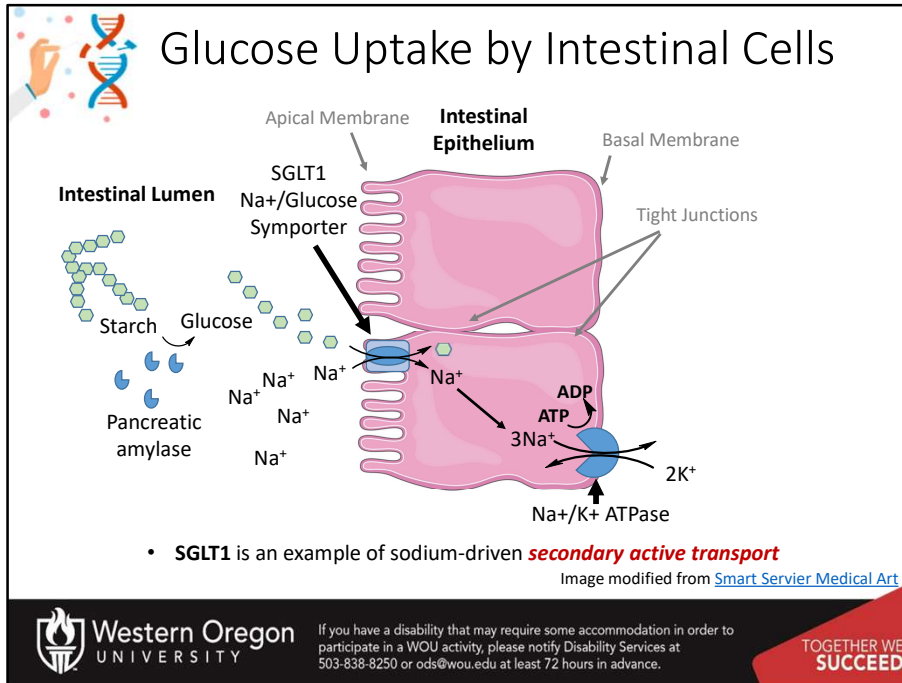 Glucose Uptake by Intestinal Cells
Apical Membrane
Intestinal
Epithelium
Basal Membrane
SGLT1
Na+/Glucose
Symporter
Intestinal Lumen
Tight Junctions
Starch
Glucose
Na⁺
Na⁺
Na⁺
Na⁺
Na⁺
Na⁺
Pancreatic
amylase
ADP
ATP
3Na⁺
2K⁺
Na+/K+ ATPase
• SGLT1 is an example of sodium-driven secondary active transport
Image modified from Smart Servier Medical Art
Western Oregon
UNIVERSITY
If you have a disability that may require some accommodation in order to
participate in a WOU activity, please notify Disability Services at
503-838-8250 or ods@wou.edu at least 72 hours in advance.
TOGETHER WE
SUCCEED